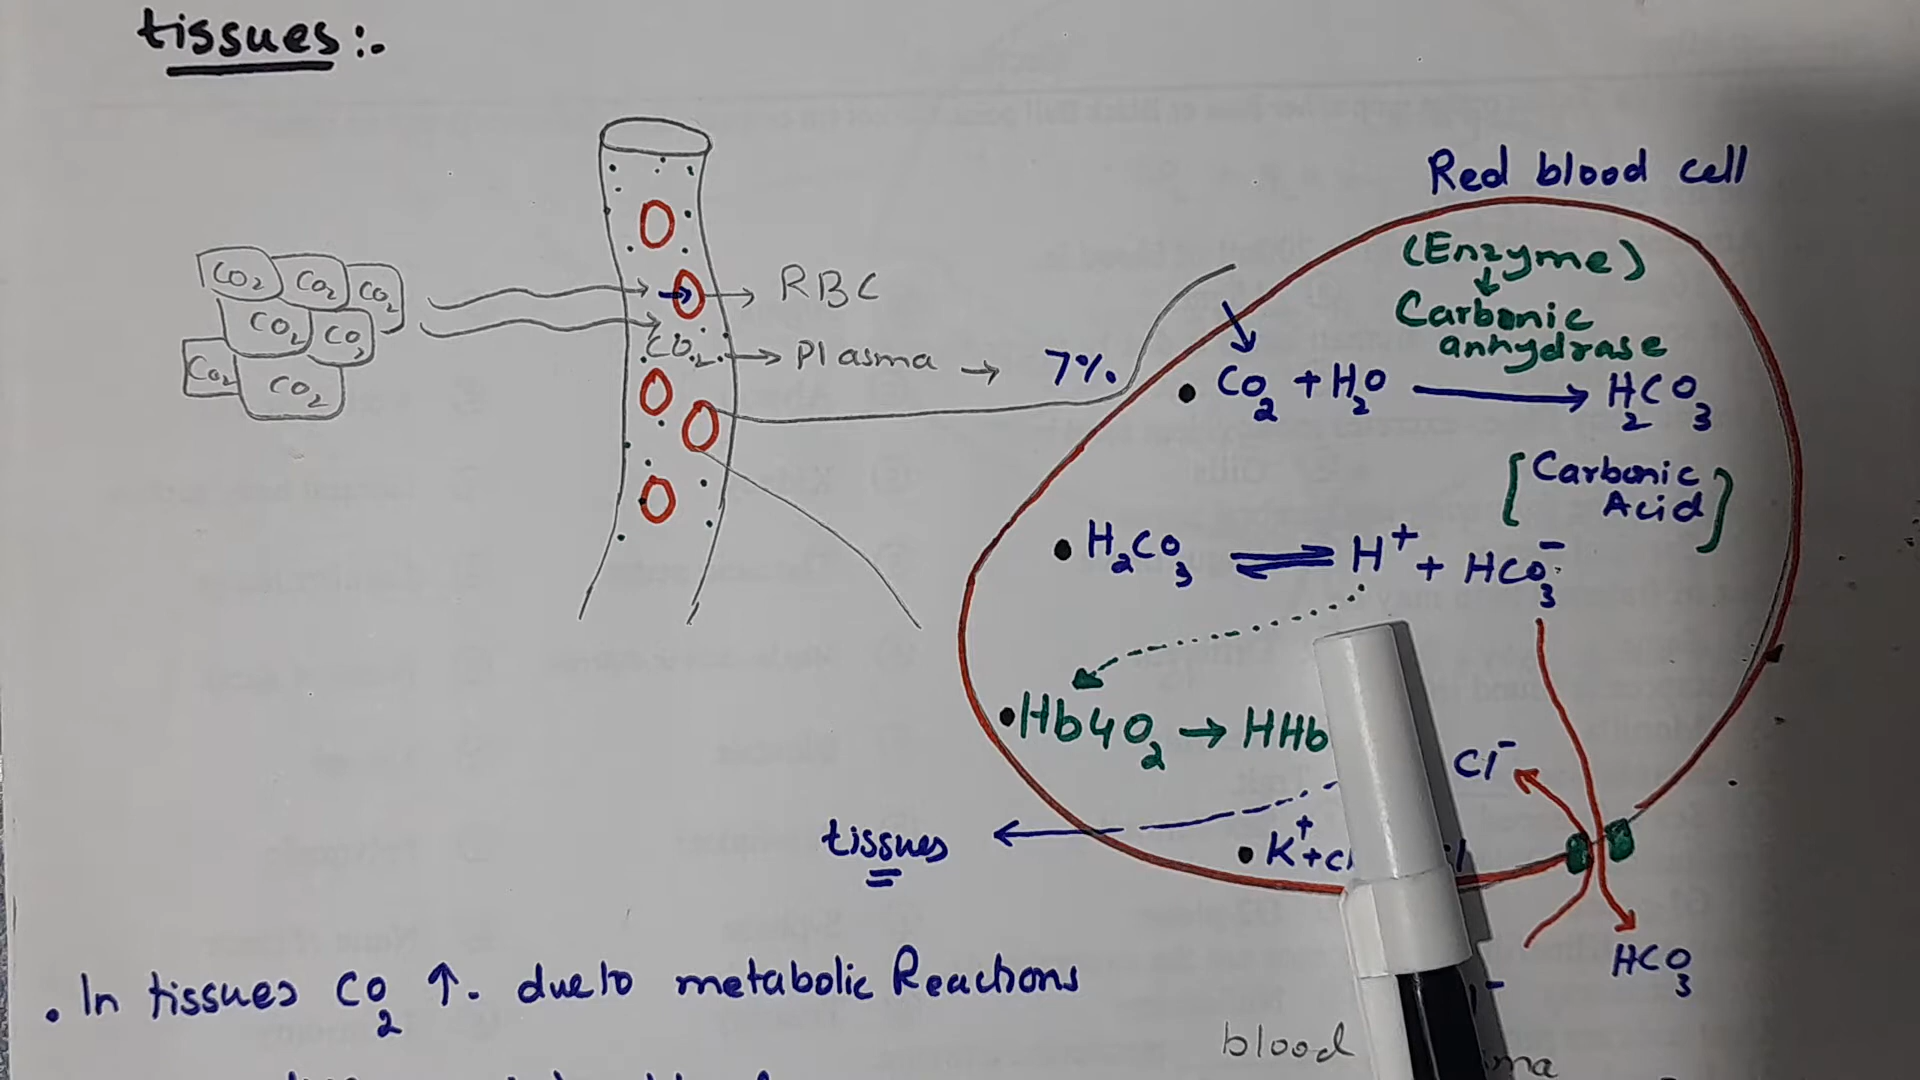 tissues:.
Red blood cell
(Enzyme)
Carbonic
anhydrase
CO2 CO2 CO2
CO2 CO2
CO2 CO2
→ RBC
CO2 → Plasma → 7%.
• CO2 + H2O → H2CO3
[Carbonic
Acid]
• H2CO3 ⇌ H+ + HCO3-
• Hb4O2 → HHb
Cl-
tissues
• K+ + Cl
HCO3
. In tissues CO2 ↑. due to metabolic Reactions
blood